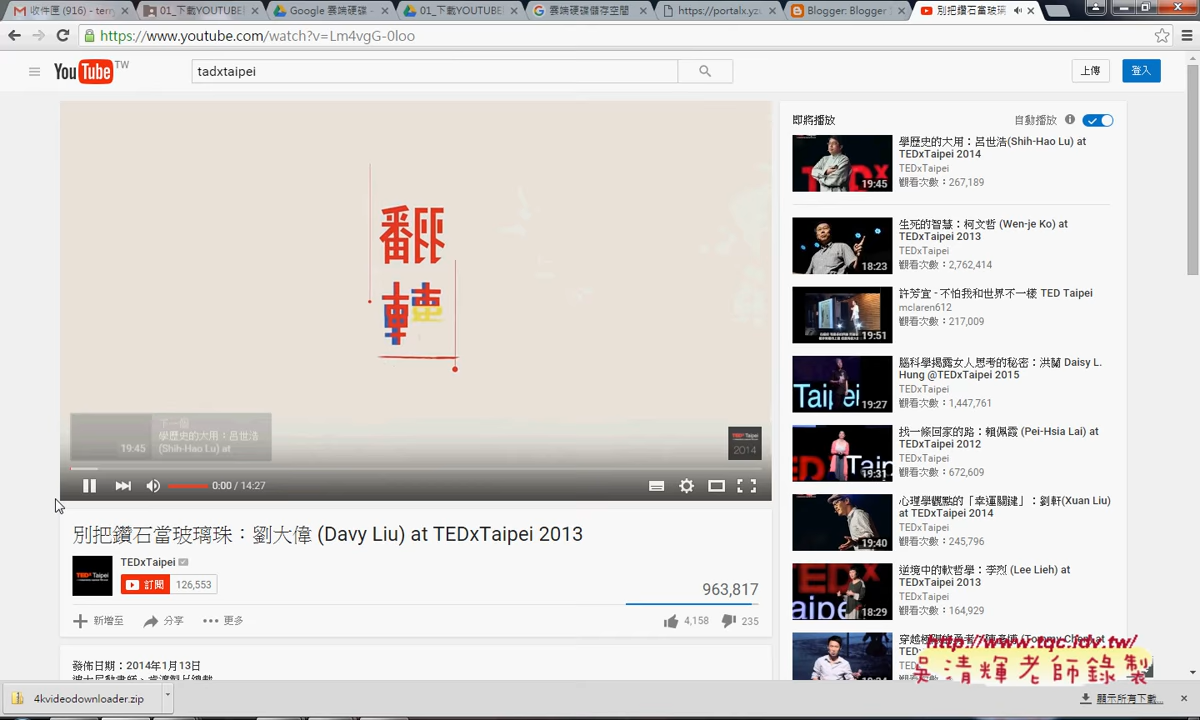 收件匣 (916) - terry
01_下載YOUTUBE
Google 雲端硬碟 -
01_下載YOUTUBE
雲端硬碟儲存空間
https://portalx.yz
Blogger: Blogger
別把鑽石當玻璃
https://www.youtube.com/watch?v=Lm4vgG-0loo
YouTube TW
tadxtaipei
上傳
登入
翻
轉
下一個
學歷史的大用：呂世浩
(Shih-Hao Lu) at
19:45
TEDx Taipei
2014
0:00 / 14:27
別把鑽石當玻璃珠：劉大偉 (Davy Liu) at TEDxTaipei 2013
TEDx Taipei
TEDxTaipei
訂閱 126,553
963,817
新增至
分享
更多
4,158
235
發佈日期：2014年1月13日
即將播放
自動播放
學歷史的大用：呂世浩(Shih-Hao Lu) at
TEDxTaipei 2014
TEDxTaipei
觀看次數：267,189
19:45
生死的智慧：柯文哲 (Wen-je Ko) at
TEDxTaipei 2013
TEDxTaipei
觀看次數：2,762,414
18:23
許芳宜 - 不怕我和世界不一樣 TED Taipei
mclaren612
觀看次數：217,009
19:51
腦科學揭露女人思考的秘密：洪蘭 Daisy L.
Hung @TEDxTaipei 2015
TEDxTaipei
觀看次數：1,447,761
19:27
找一條回家的路：賴佩霞 (Pei-Hsia Lai) at
TEDxTaipei 2012
TEDxTaipei
觀看次數：672,609
19:31
心理學觀點的「幸運關鍵」：劉軒(Xuan Liu)
at TEDxTaipei 2014
TEDxTaipei
觀看次數：245,796
19:40
逆境中的軟哲學：李烈 (Lee Lieh) at
TEDxTaipei 2013
TEDxTaipei
觀看次數：164,929
18:29
http://www.tqc.idv.tw/
吳清輝老師錄製
4kvideodownloader.zip
顯示所有下載...